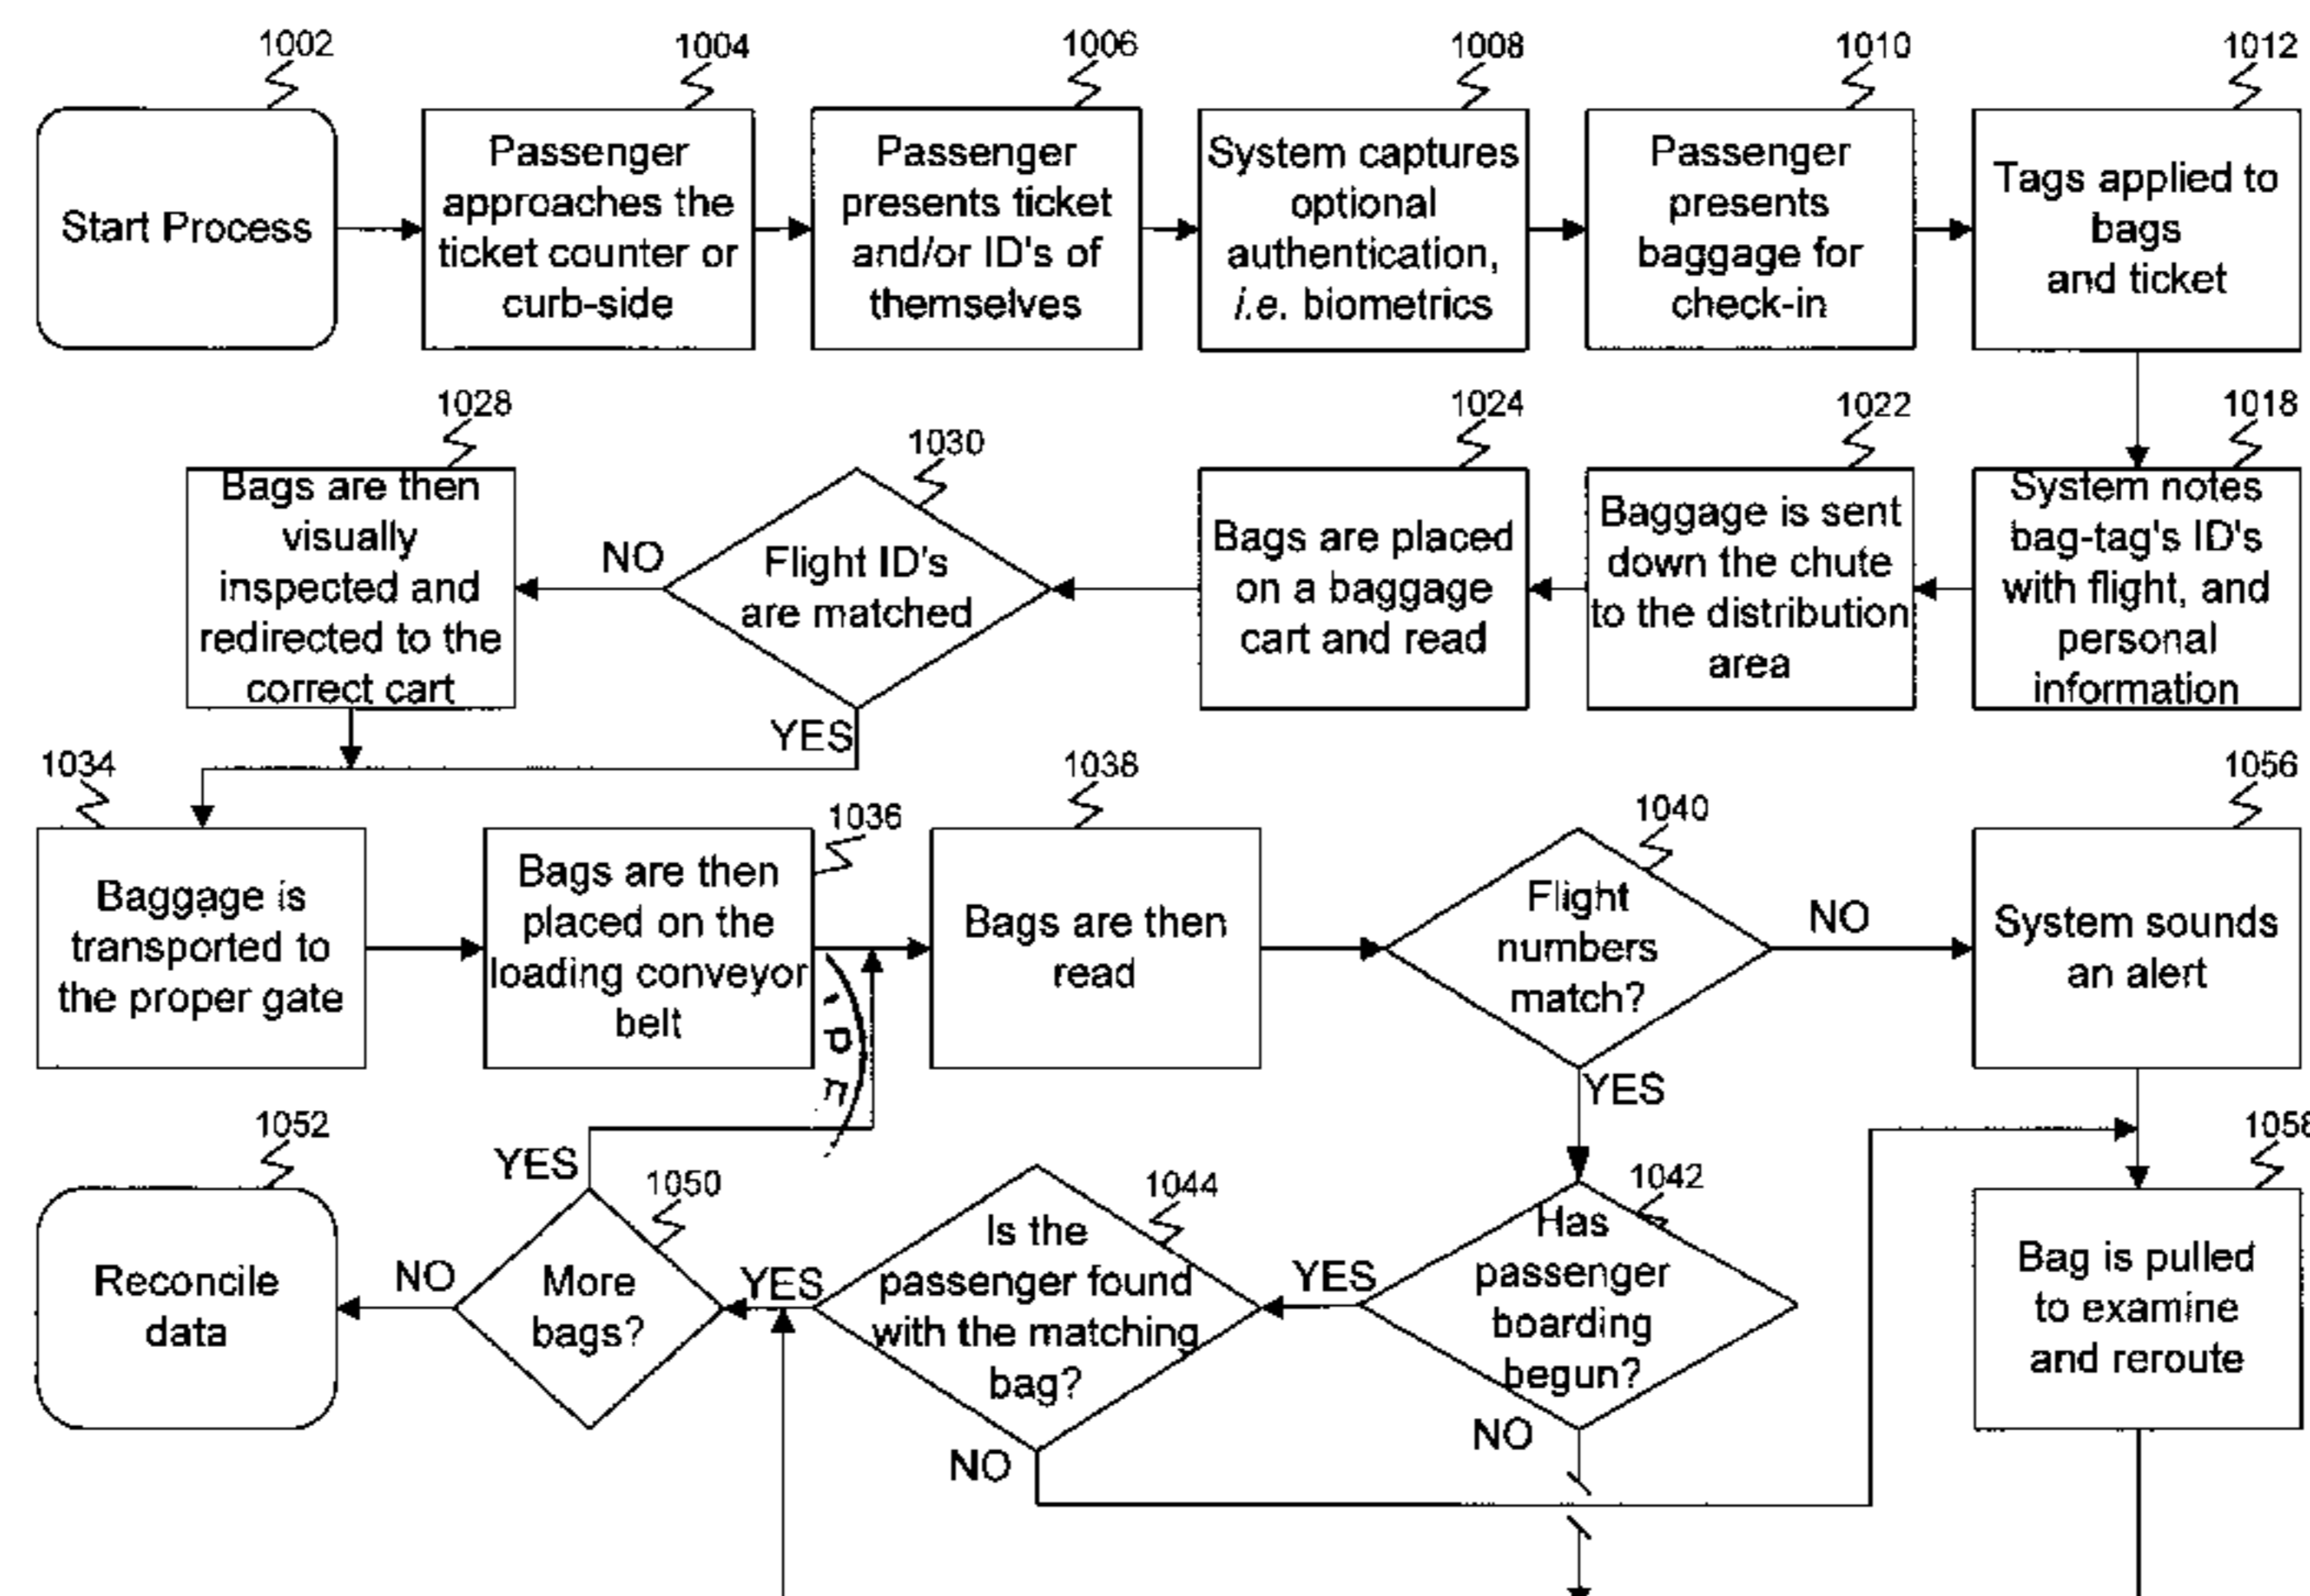 1002
Start Process
1004
Passenger
approaches the
ticket counter or
curb-side
1006
Passenger
presents ticket
and/or ID's of
themselves
1008
System captures
optional
authentication,
i.e. biometrics
1010
Passenger
presents
baggage for
check-in
1012
Tags applied to
bags
and ticket
1018
System notes
bag-tag's ID's
with flight, and
personal
information
1022
Baggage is sent
down the chute
to the distribution
area
1024
Bags are placed
on a baggage
cart and read
1030
Flight ID's
are matched
NO
YES
1028
Bags are then
visually
inspected and
redirected to the
correct cart
1034
Baggage is
transported to
the proper gate
1036
Bags are then
placed on the
loading conveyor
belt
1038
Bags are then
read
1040
Flight
numbers
match?
NO
YES
1056
System sounds
an alert
1058
Bag is pulled
to examine
and reroute
1042
Has
passenger
boarding
begun?
YES
NO
1044
Is the
passenger found
with the matching
bag?
YES
NO
1050
More
bags?
YES
NO
1052
Reconcile
data